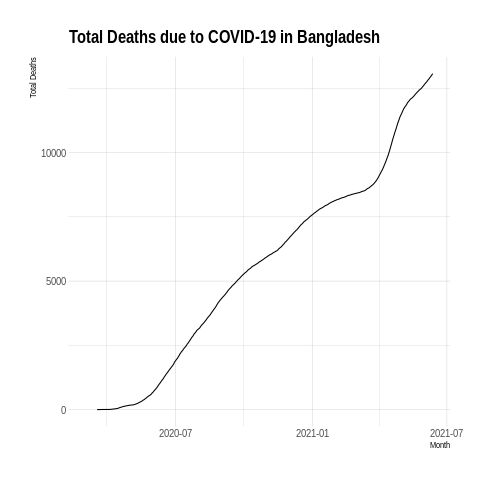 Total Deaths due to COVID-19 in Bangladesh
Total Deaths
10000
5000
0
2020-07
2021-01
2021-07
Month